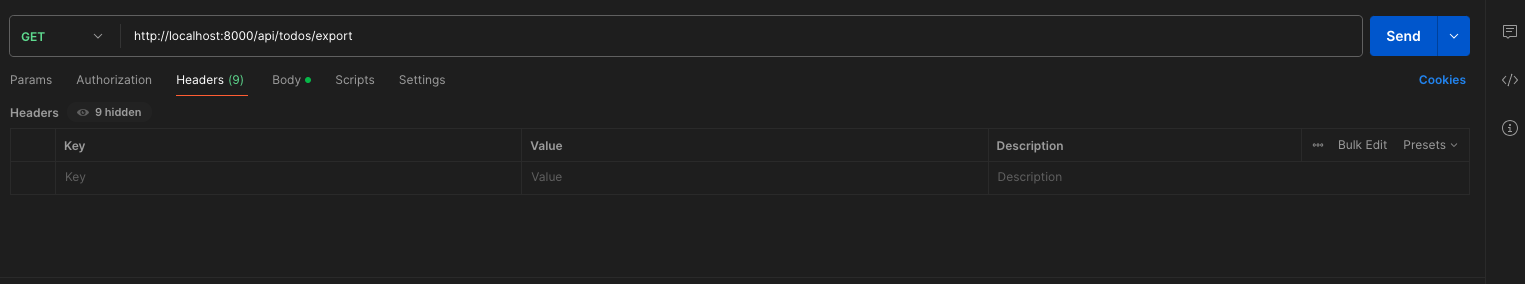 GET http://localhost:8000/api/todos/export Send
Params Authorization Headers (9) Body Scripts Settings Cookies
Headers 9 hidden
Key Value Description Bulk Edit Presets
Key Value Description